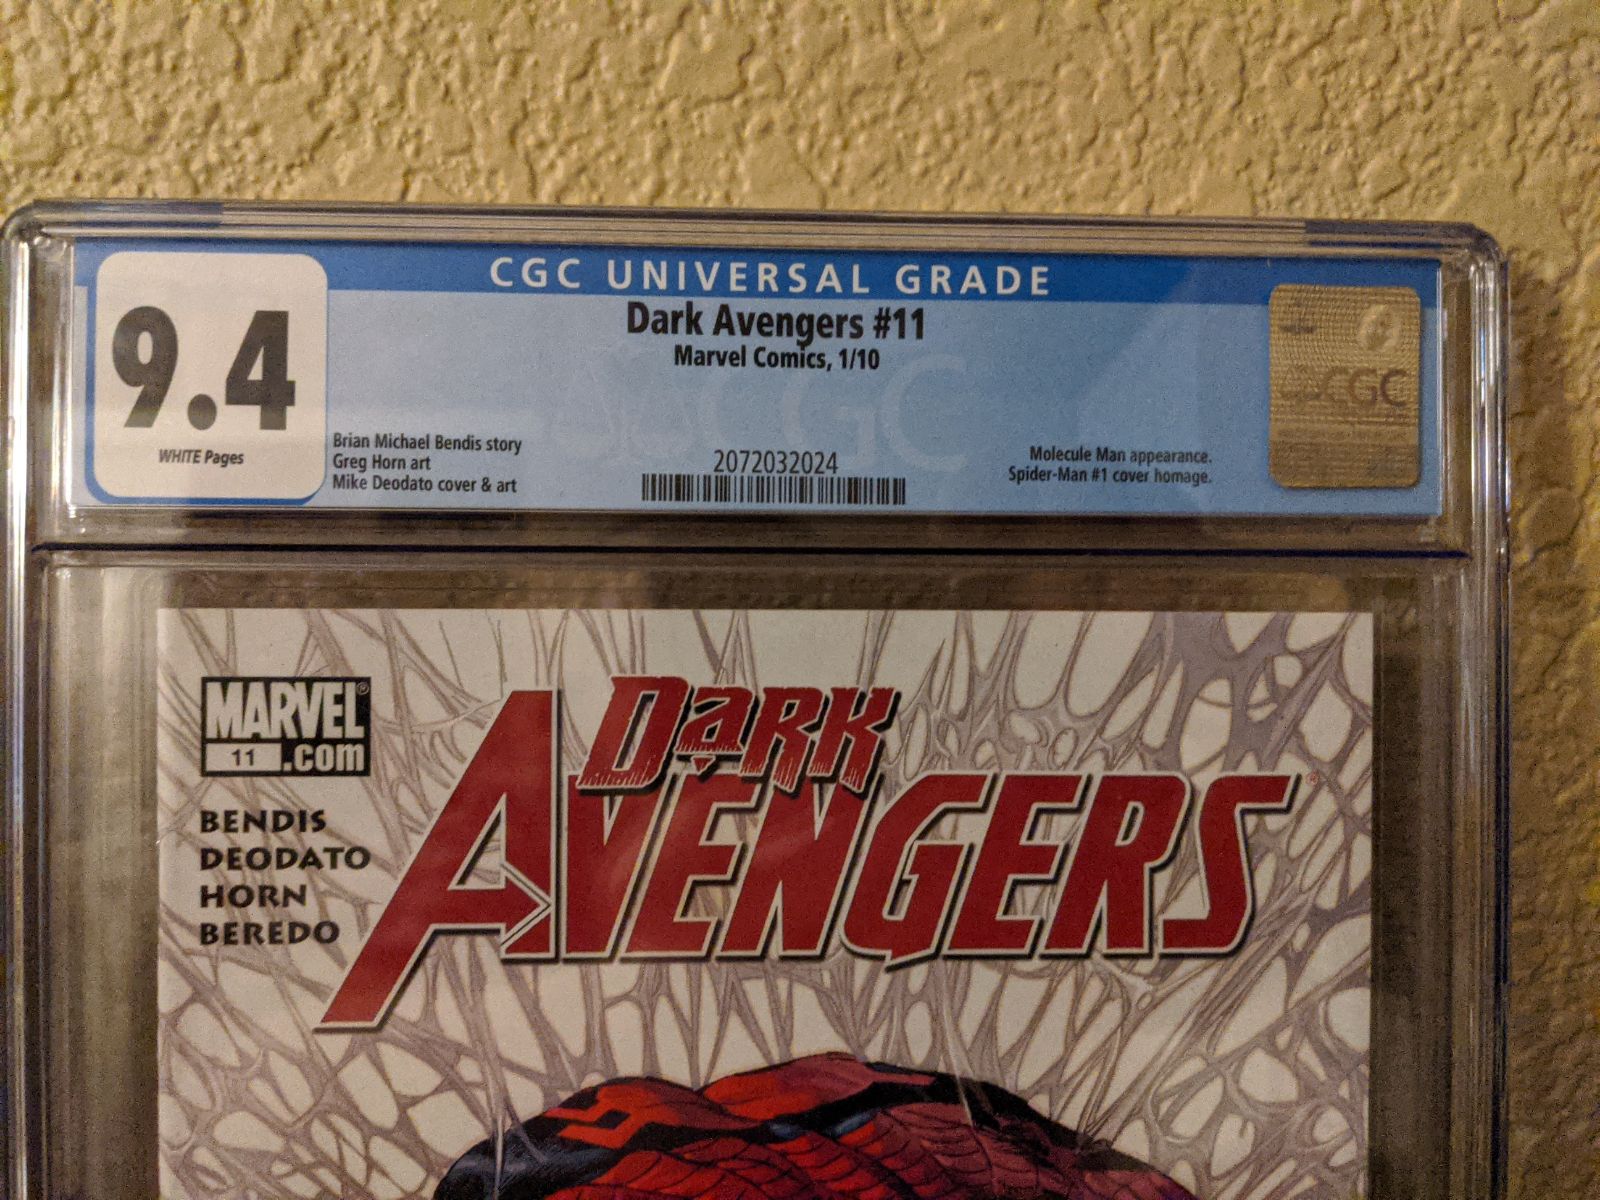 CGC UNIVERSAL GRADE
9.4
WHITE Pages
Dark Avengers #11
Marvel Comics, 1/10
Brian Michael Bendis story
Greg Horn art
Mike Deodato cover & art
2072032024
Molecule Man appearance.
Spider-Man #1 cover homage.
CGC
CGC
MARVEL®
11 .com
BENDIS
DEODATO
HORN
BEREDO
DARK
AVENGERS®